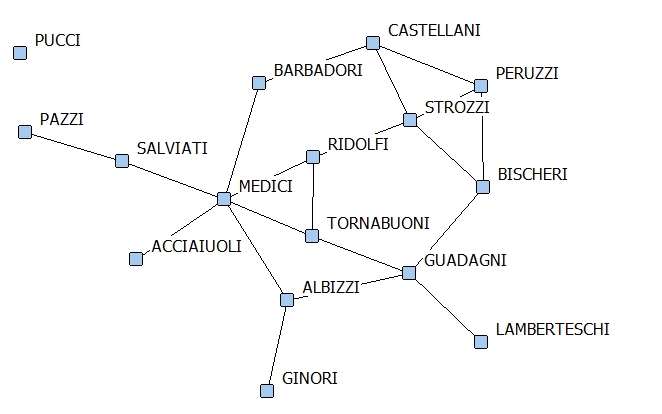 CASTELLANI
PUCCI
BARBADORI
PERUZZI
STROZZI
PAZZI
SALVIATI
RIDOLFI
BISCHERI
MEDICI
TORNABUONI
ACCIAIUOLI
GUADAGNI
ALBIZZI
LAMBERTESCHI
GINORI